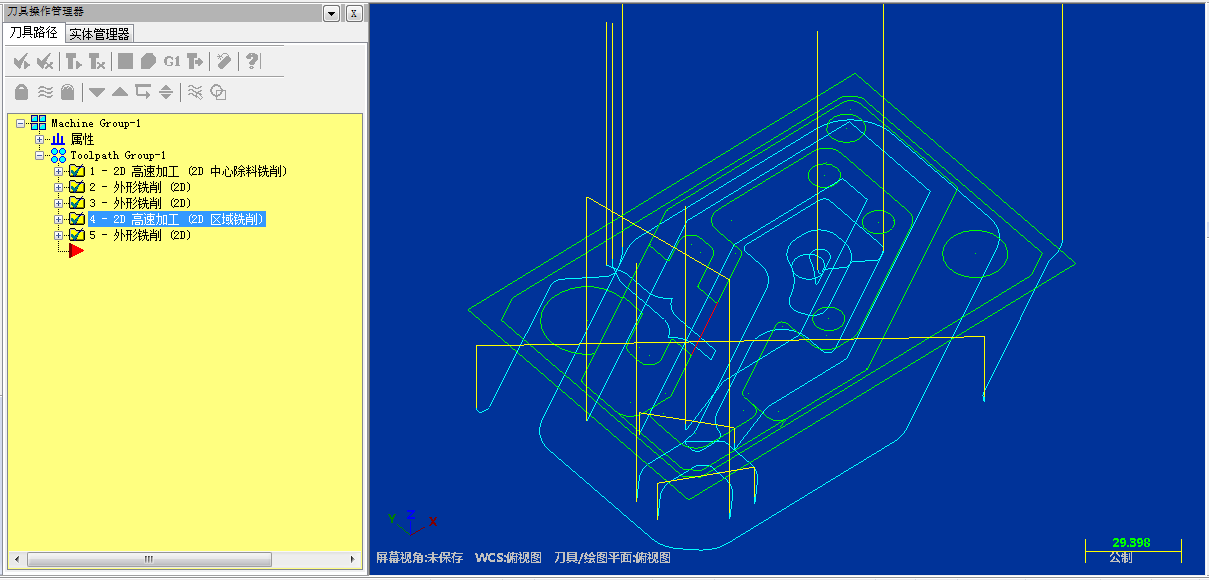 刀具操作管理器
刀具路径 实体管理器
G1
Machine Group-1
属性
Toolpath Group-1
1 - 2D 高速加工 (2D 中心除料铣削)
2 - 外形铣削 (2D)
3 - 外形铣削 (2D)
4 - 2D 高速加工 (2D 区域铣削)
5 - 外形铣削 (2D)
Y Z X
屏幕视角:未保存 WCS:俯视图 刀具/绘图平面:俯视图
29.398
公制